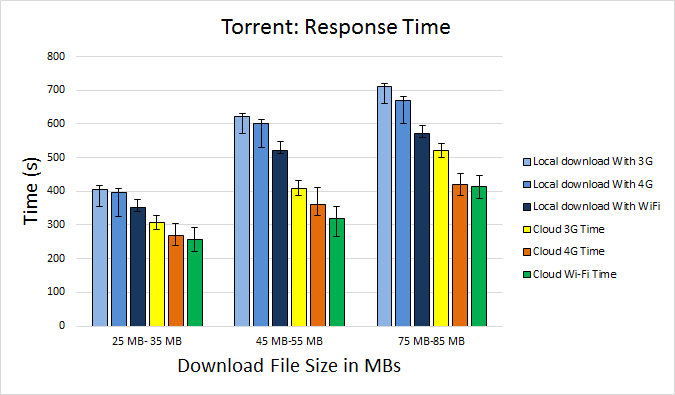 Torrent: Response Time
Time (s)
800
700
600
500
400
300
200
100
0
25 MB- 35 MB
45 MB-55 MB
75 MB-85 MB
Download File Size in MBs
Local download With 3G
Local download With 4G
Local download With WiFi
Cloud 3G Time
Cloud 4G Time
Cloud Wi-Fi Time